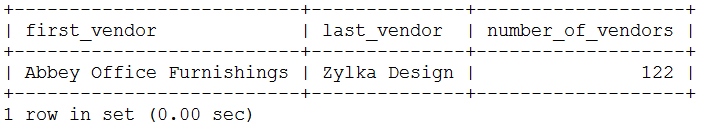 +----------------------------+--------------+-------------------+
| first_vendor               | last_vendor  | number_of_vendors |
+----------------------------+--------------+-------------------+
| Abbey Office Furnishings | Zylka Design |               122 |
+----------------------------+--------------+-------------------+
1 row in set (0.00 sec)